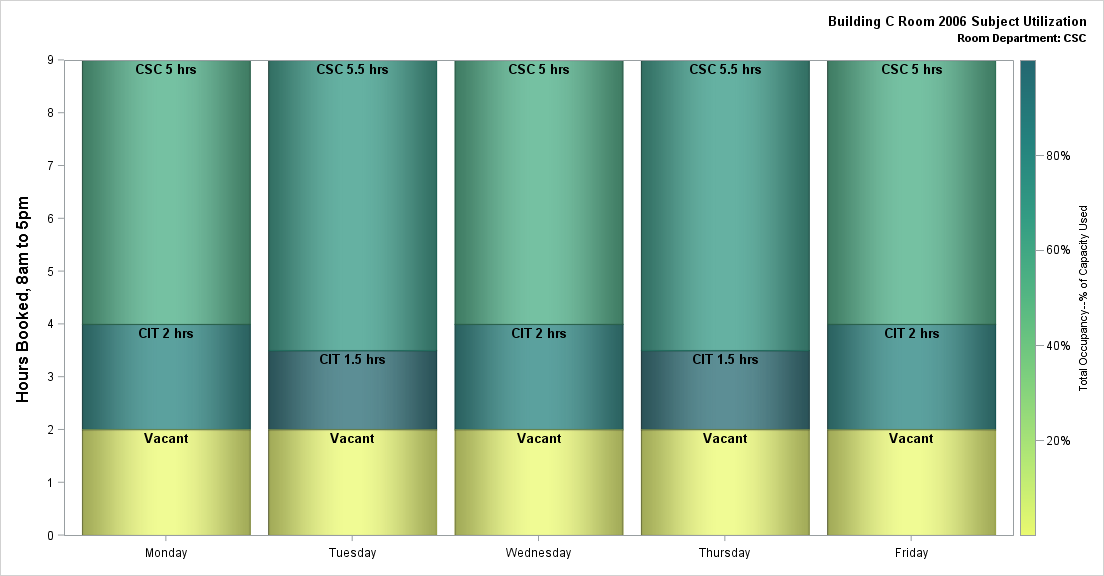 Building C Room 2006 Subject Utilization
Room Department: CSC
Hours Booked, 8am to 5pm
9
8
7
6
5
4
3
2
1
0
CSC 5 hrs
CSC 5.5 hrs
CSC 5 hrs
CSC 5.5 hrs
CSC 5 hrs
CIT 2 hrs
CIT 1.5 hrs
CIT 2 hrs
CIT 1.5 hrs
CIT 2 hrs
Vacant
Vacant
Vacant
Vacant
Vacant
Monday
Tuesday
Wednesday
Thursday
Friday
80%
60%
40%
20%
Total Occupancy--% of Capacity Used